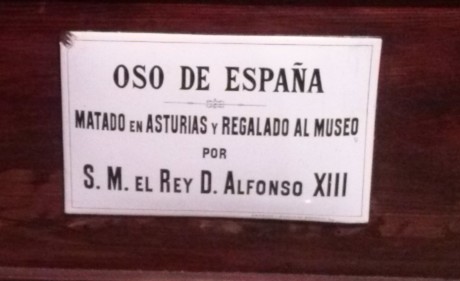 OSO DE ESPAÑA
MATADO EN ASTURIAS Y REGALADO AL MUSEO
POR
S. M. EL REY D. ALFONSO XIII